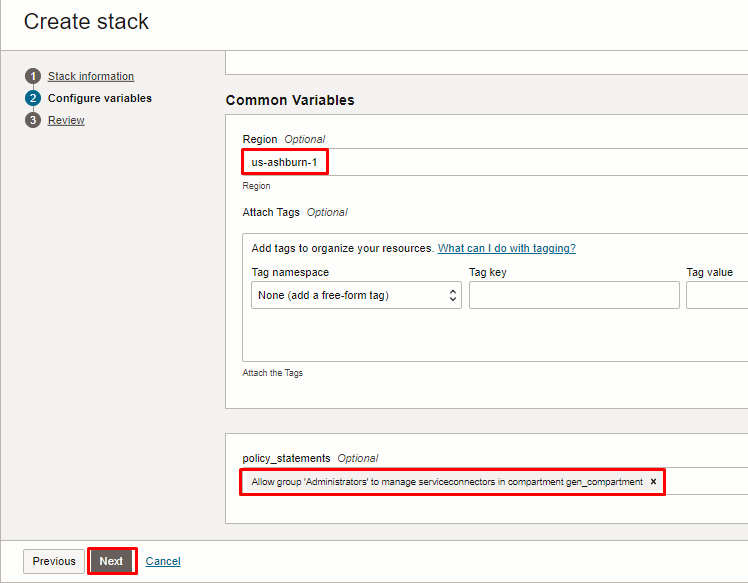 Create stack
1 Stack information
2 Configure variables
3 Review
Common Variables
Region Optional
us-ashburn-1
Region
Attach Tags Optional
Add tags to organize your resources. What can I do with tagging?
Tag namespace Tag key Tag value
None (add a free-form tag)
Attach the Tags
policy_statements Optional
Allow group 'Administrators' to manage serviceconnectors in compartment gen_compartment ×
Previous Next Cancel